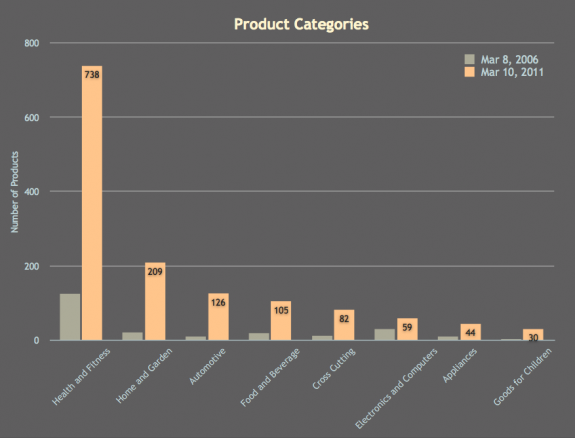 Product Categories
800
600
400
200
0
Number of Products
Mar 8, 2006
Mar 10, 2011
738
209
126
105
82
59
44
30
Health and Fitness
Home and Garden
Automotive
Food and Beverage
Cross Cutting
Electronics and Computers
Appliances
Goods for Children